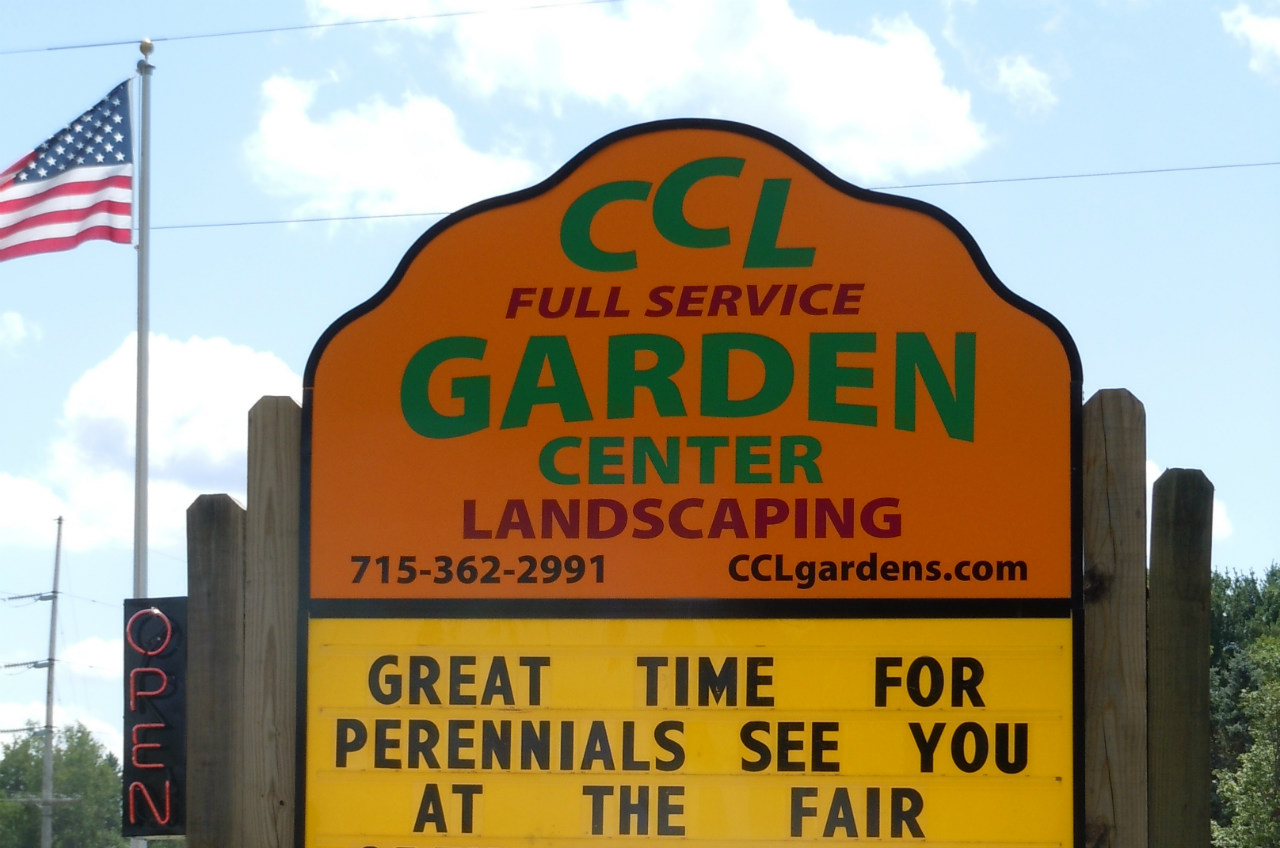 CCL
FULL SERVICE
GARDEN
CENTER
LANDSCAPING
715-362-2991 CCLgardens.com
GREAT TIME FOR
PERENNIALS SEE YOU
AT THE FAIR
OPEN